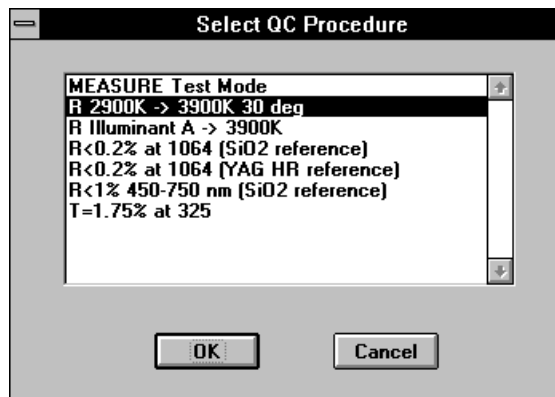 Select QC Procedure
MEASURE Test Mode
R 2900K -> 3900K 30 deg
R Illuminant A -> 3900K
R<0.2% at 1064 (SiO2 reference)
R<0.2% at 1064 (YAG HR reference)
R<1% 450-750 nm (SiO2 reference)
T=1.75% at 325
OK Cancel